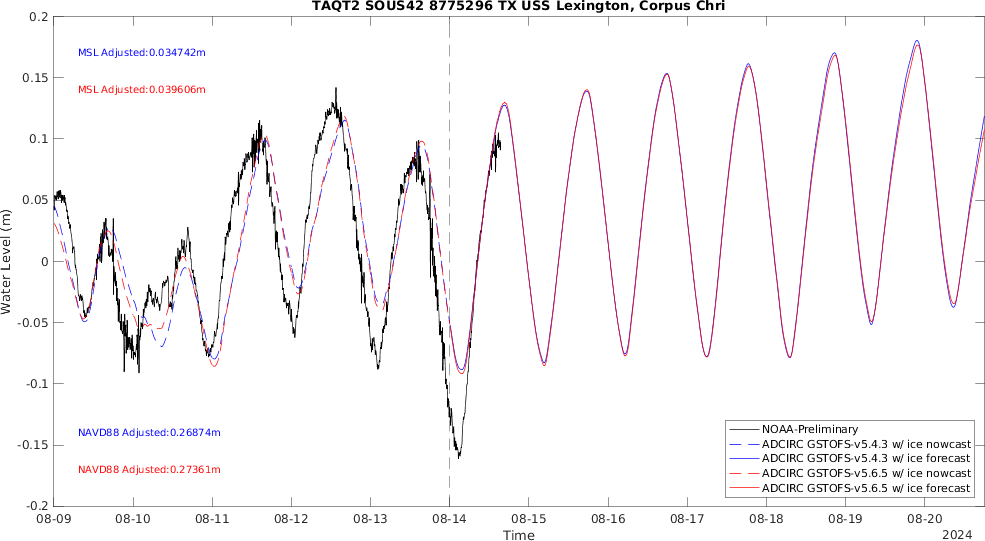 TAQT2 SOUS42 8775296 TX USS Lexington, Corpus Chri
0.2
0.15
0.1
0.05
0
-0.05
-0.1
-0.15
-0.2
Water Level (m)
MSL Adjusted:0.034742m
MSL Adjusted:0.039606m
NAVD88 Adjusted:0.26874m
NAVD88 Adjusted:0.27361m
NOAA-Preliminary
ADCIRC GSTOFS-v5.4.3 w/ ice nowcast
ADCIRC GSTOFS-v5.4.3 w/ ice forecast
ADCIRC GSTOFS-v5.6.5 w/ ice nowcast
ADCIRC GSTOFS-v5.6.5 w/ ice forecast
08-09 08-10 08-11 08-12 08-13 08-14 08-15 08-16 08-17 08-18 08-19 08-20
Time
2024